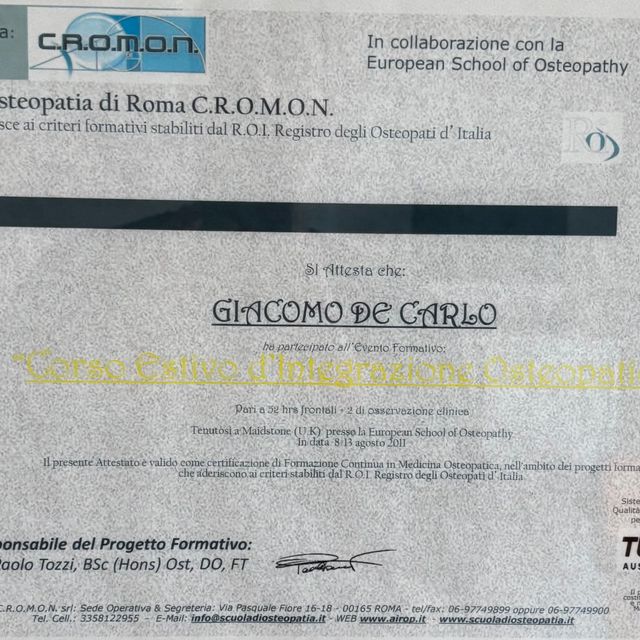 a:
C.R.O.M.O.N.
In collaborazione con la
European School of Osteopathy
steopatia di Roma C.R.O.M.O.N.
sce ai criteri formativi stabiliti dal R.O.I. Registro degli Osteopati d' Italia
Si Attesta che:
GIACOMO DE CARLO
ha partecipato all'Evento Formativo:
"Corso Estivo d'Integrazione Osteopati
Pari a 52 hrs frontali + 2 di osservazione clinica
Tenutosi a Maidstone (U.K) presso la European School of Osteopathy
In data 8-13 agosto 2011
Il presente Attestato è valido come certificazione di Formazione Continua in Medicina Osteopatica, nell'ambito dei progetti forma
che aderiscono ai criteri stabiliti dal R.O.I Registro degli Osteopati d' Italia
Siste
Qualità
pe
ponsabile del Progetto Formativo:
Paolo Tozzi, BSc (Hons) Ost, DO, FT
AUS
C.R.O.M.O.N. srl: Sede Operativa & Segreteria: Via Pasquale Fiore 16-18 - 00165 ROMA - tel/fax: 06-97749899 oppure 06-97749900
Tel. Cell.: 3358122955 - E-Mail: info@scuoladiosteopatia.it - WEB www.airop.it - www.scuoladiosteopatia.it